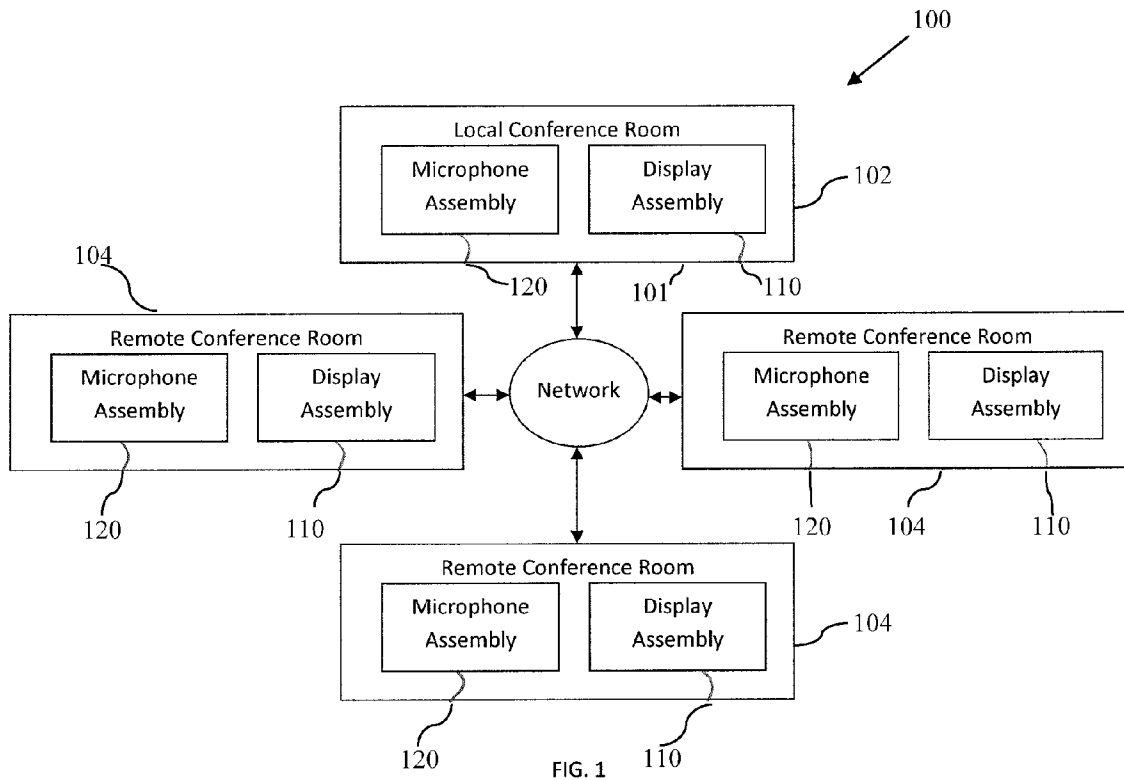 100
Local Conference Room
Microphone
Assembly
Display
Assembly
102
120
101
110
104
Remote Conference Room
Microphone
Assembly
Display
Assembly
120
110
Network
Remote Conference Room
Microphone
Assembly
Display
Assembly
120
104
110
Remote Conference Room
Microphone
Assembly
Display
Assembly
104
120
110
FIG. 1